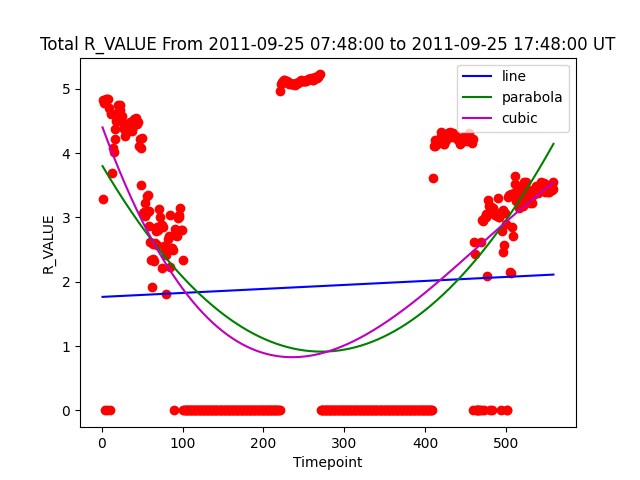 Total R_VALUE From 2011-09-25 07:48:00 to 2011-09-25 17:48:00 UT
line
parabola
cubic
5
4
3
2
1
0
R_VALUE
0 100 200 300 400 500
Timepoint